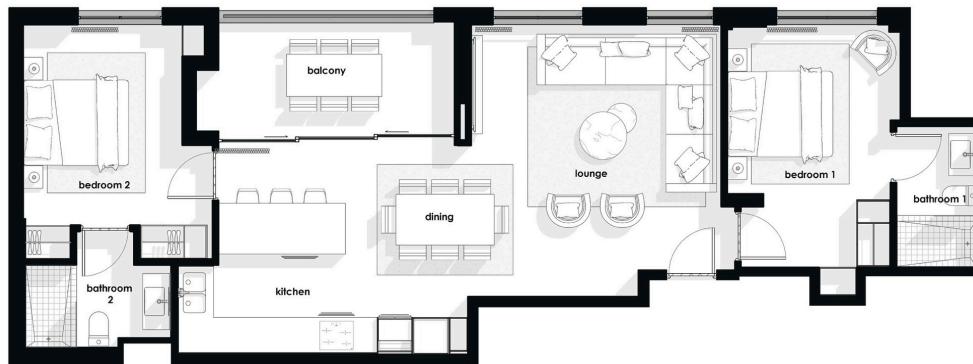 balcony
bedroom 2
lounge
bedroom 1
bathroom 1
dining
bathroom
2
kitchen